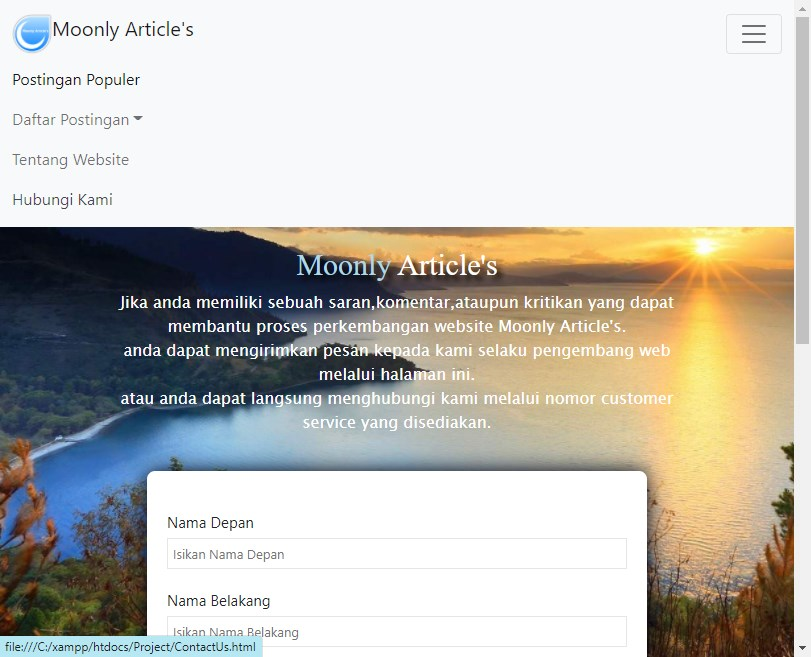 Moonly Article's
Postingan Populer
Daftar Postingan
Tentang Website
Hubungi Kami
Moonly Article's
Jika anda memiliki sebuah saran,komentar,ataupun kritikan yang dapat
membantu proses perkembangan website Moonly Article's.
anda dapat mengirimkan pesan kepada kami selaku pengembang web
melalui halaman ini.
atau anda dapat langsung menghubungi kami melalui nomor customer
service yang disediakan.
Nama Depan
Isikan Nama Depan
Nama Belakang
Isikan Nama Belakang
file:///C:/xampp/htdocs/Project/ContactUs.html